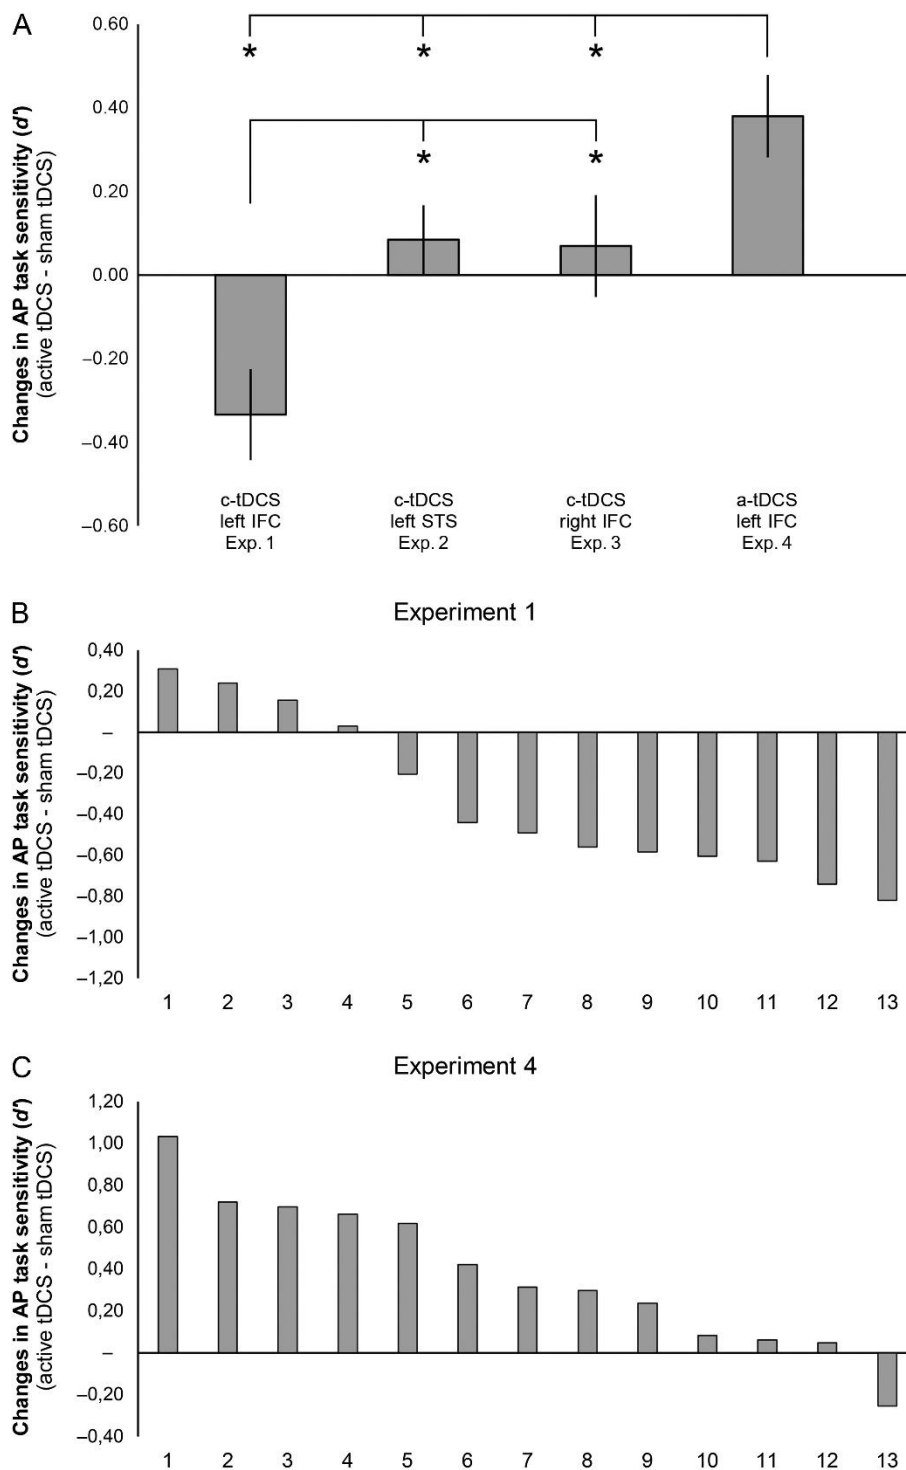 A
Changes in AP task sensitivity (d')
(active tDCS - sham tDCS)
0.60
0.40
0.20
0.00
–0.20
–0.40
–0.60
* * *
* *
c-tDCS
left IFC
Exp. 1
c-tDCS
left STS
Exp. 2
c-tDCS
right IFC
Exp. 3
a-tDCS
left IFC
Exp. 4
B
Experiment 1
Changes in AP task sensitivity (d')
(active tDCS - sham tDCS)
0,40
0,20
–
–0,20
–0,40
–0,60
–0,80
–1,00
–1,20
1 2 3 4 5 6 7 8 9 10 11 12 13
C
Experiment 4
Changes in AP task sensitivity (d')
(active tDCS - sham tDCS)
1,20
1,00
0,80
0,60
0,40
0,20
–
–0,20
–0,40
1 2 3 4 5 6 7 8 9 10 11 12 13